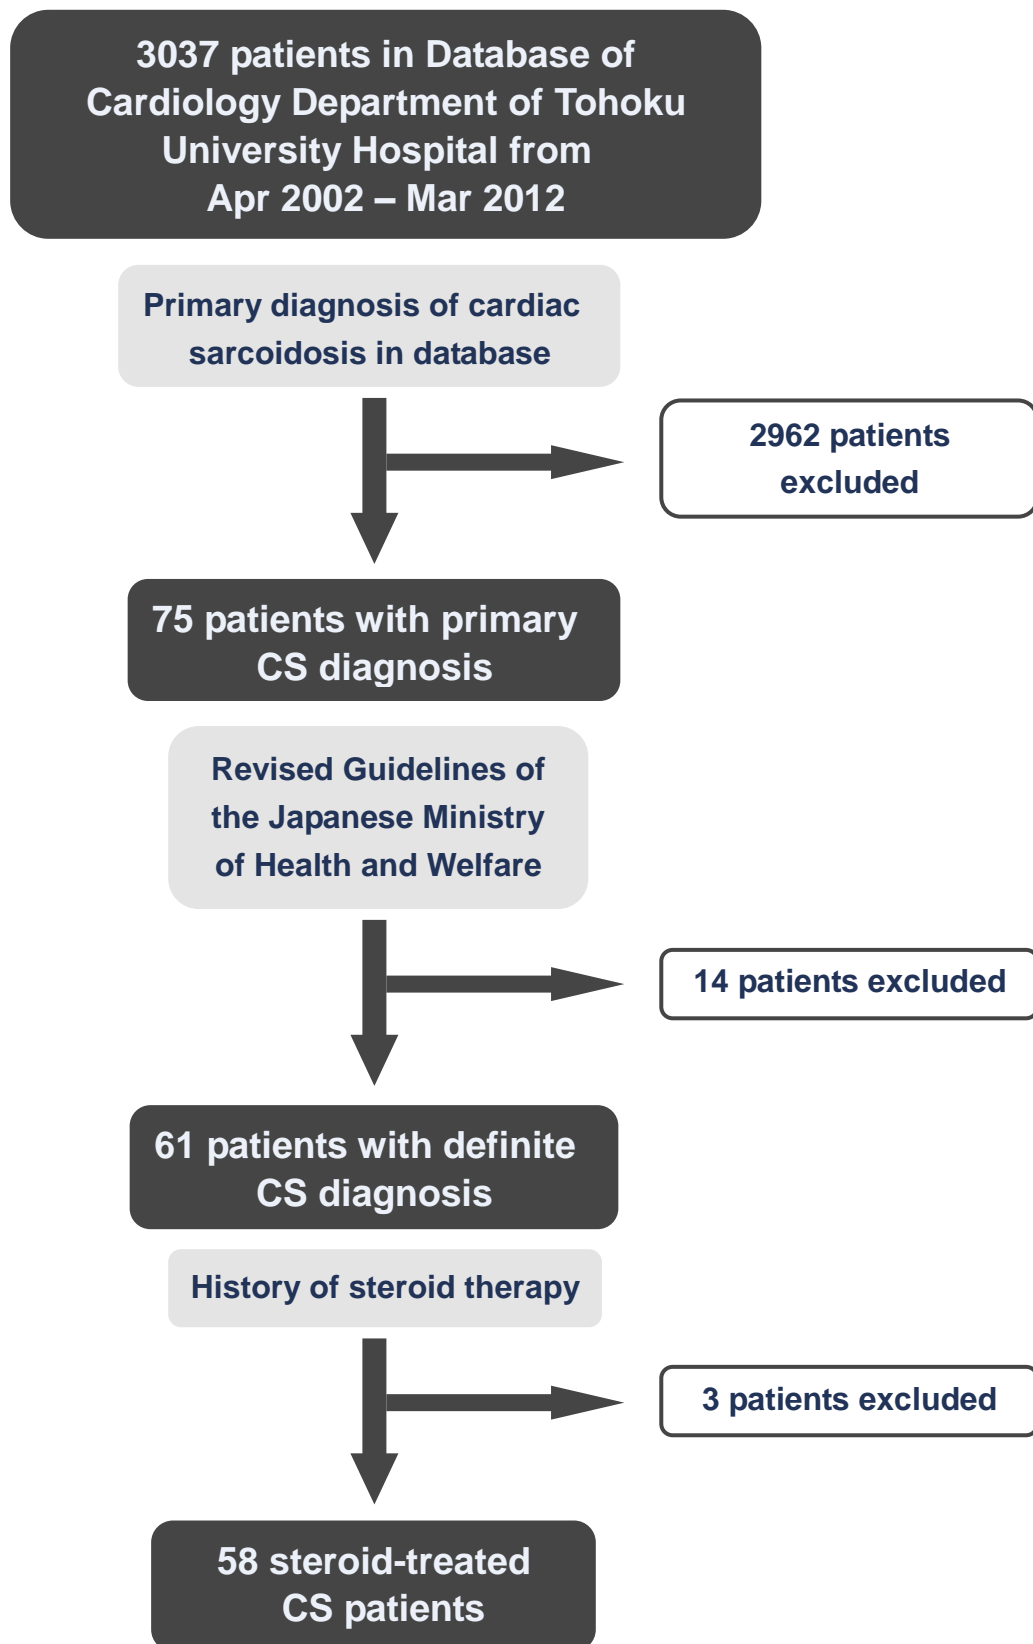 3037 patients in Database of
Cardiology Department of Tohoku
University Hospital from
Apr 2002 – Mar 2012
Primary diagnosis of cardiac
sarcoidosis in database
2962 patients
excluded
75 patients with primary
CS diagnosis
Revised Guidelines of
the Japanese Ministry
of Health and Welfare
14 patients excluded
61 patients with definite
CS diagnosis
History of steroid therapy
3 patients excluded
58 steroid-treated
CS patients